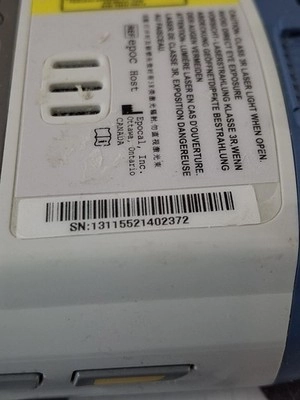 CAUTION: CLASS 3R LASER LIGHT WHEN OPEN.
AVOID DIRECT EYE EXPOSURE
VORSICHT: LASERSTRAHLUNG KLASSE 3R, WENN
ABDECKUNG GEÖFFNET. DIREKTE BESTRAHLUNG
DER AUGEN VERMEIDEN
ATTENTION: LUMIÈRE LASER EN CAS D'OUVERTURE.
LASER DE CLASSE 3R, EXPOSITION DANGEREUSE
AU FAISCEAU
REF epoc Host
Epocal, Inc.
Ottawa, Ontario
CANADA
SN:13115521402372